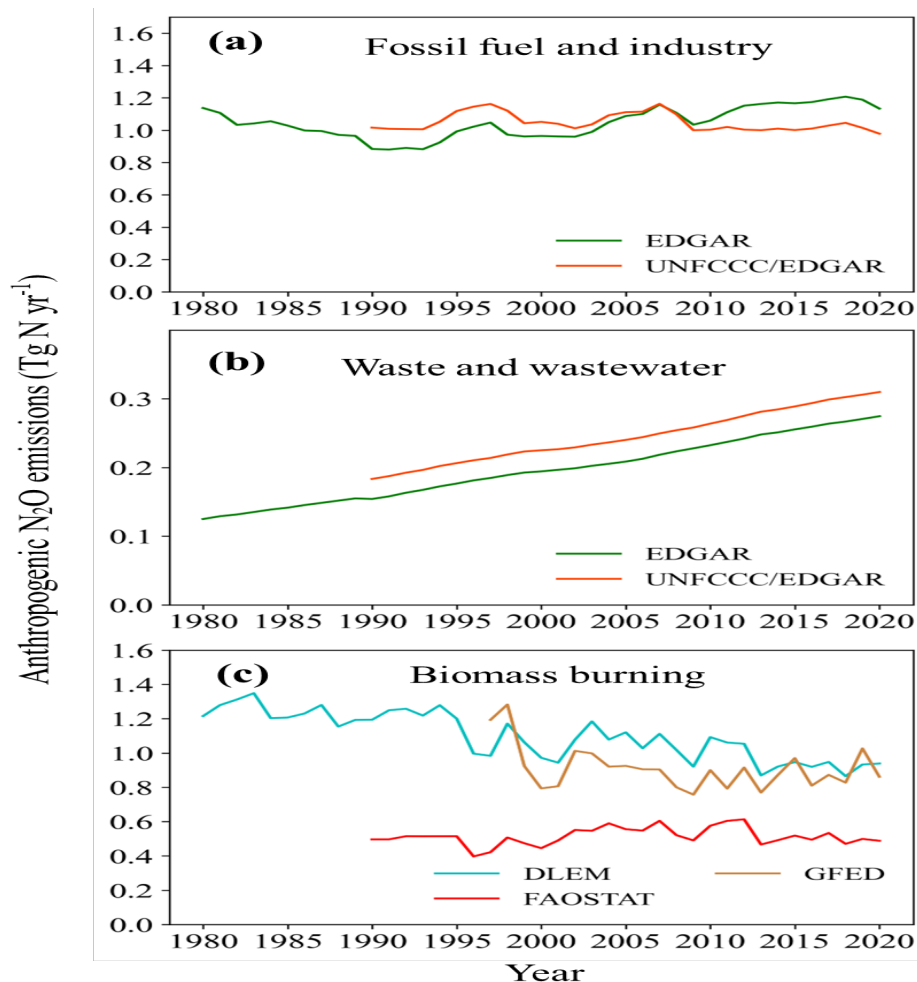 Anthropogenic N₂O emissions (Tg N yr⁻¹)
(a) Fossil fuel and industry
1.6
1.4
1.2
1.0
0.8
0.6
0.4
0.2
0.0
EDGAR
UNFCCC/EDGAR
1980 1985 1990 1995 2000 2005 2010 2015 2020
(b) Waste and wastewater
0.3
0.2
0.1
0.0
EDGAR
UNFCCC/EDGAR
1980 1985 1990 1995 2000 2005 2010 2015 2020
(c) Biomass burning
1.6
1.4
1.2
1.0
0.8
0.6
0.4
0.2
0.0
DLEM GFED
FAOSTAT
1980 1985 1990 1995 2000 2005 2010 2015 2020
Year